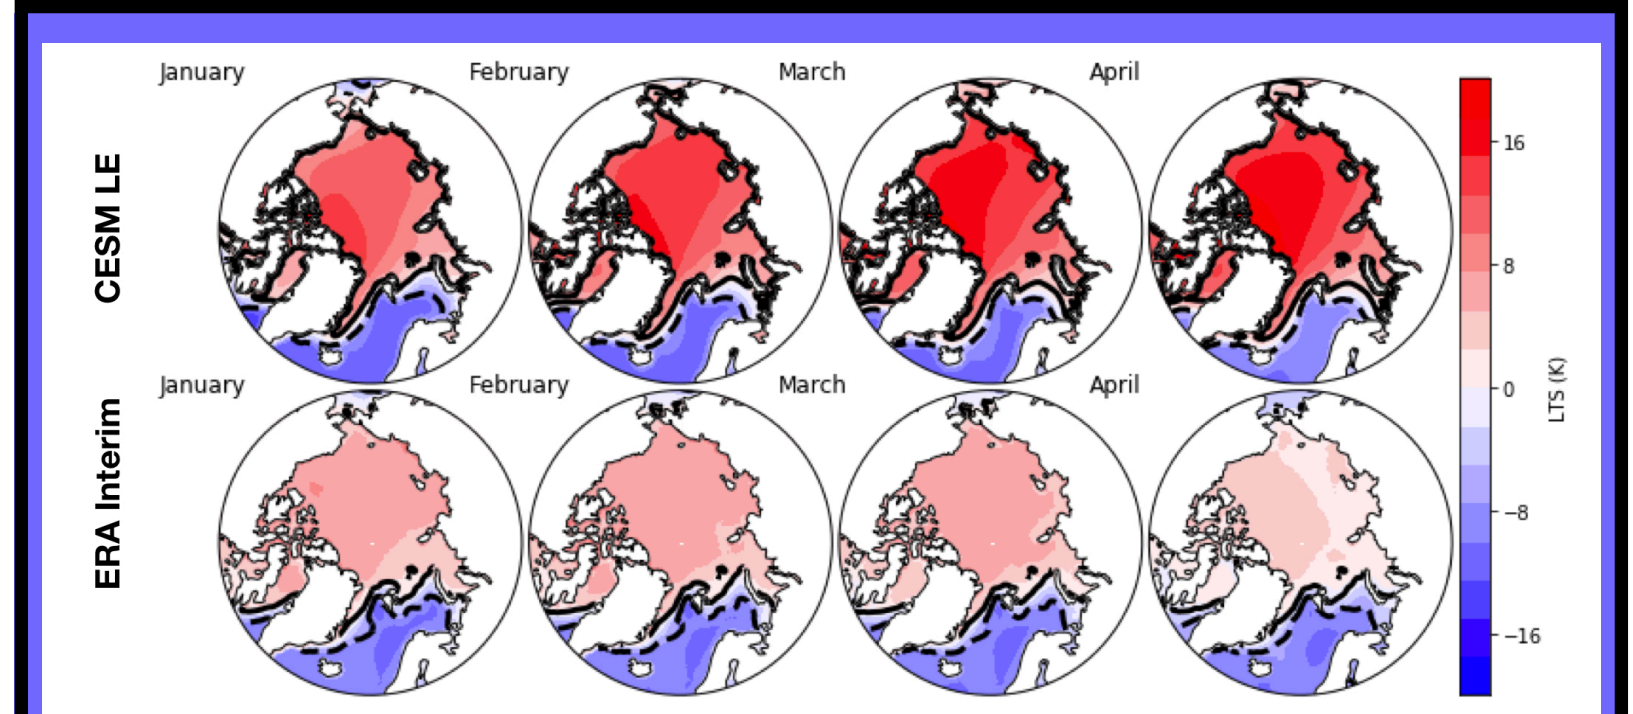 January February March April
CESM LE
January February March April
ERA Interim
16
8
0
−8
−16
LTS (K)